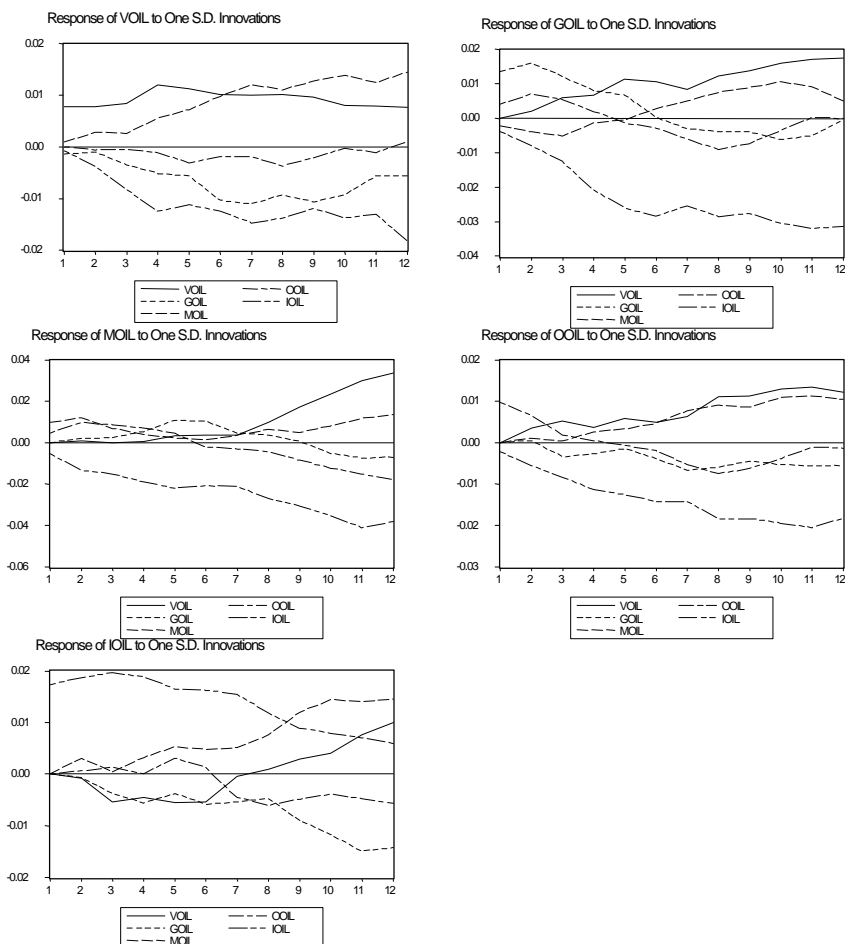 Response of VOIL to One S.D. Innovations
0.02
0.01
0.00
-0.01
-0.02
1 2 3 4 5 6 7 8 9 10 11 12
VOIL OOIL
GOIL IOIL
MOIL
Response of GOIL to One S.D. Innovations
0.02
0.01
0.00
-0.01
-0.02
-0.03
-0.04
1 2 3 4 5 6 7 8 9 10 11 12
VOIL OOIL
GOIL IOIL
MOIL
Response of MOIL to One S.D. Innovations
0.04
0.02
0.00
-0.02
-0.04
-0.06
1 2 3 4 5 6 7 8 9 10 11 12
VOIL OOIL
GOIL IOIL
MOIL
Response of OOIL to One S.D. Innovations
0.02
0.01
0.00
-0.01
-0.02
-0.03
1 2 3 4 5 6 7 8 9 10 11 12
VOIL OOIL
GOIL IOIL
MOIL
Response of IOIL to One S.D. Innovations
0.02
0.01
0.00
-0.01
-0.02
1 2 3 4 5 6 7 8 9 10 11 12
VOIL OOIL
GOIL IOIL
MOIL